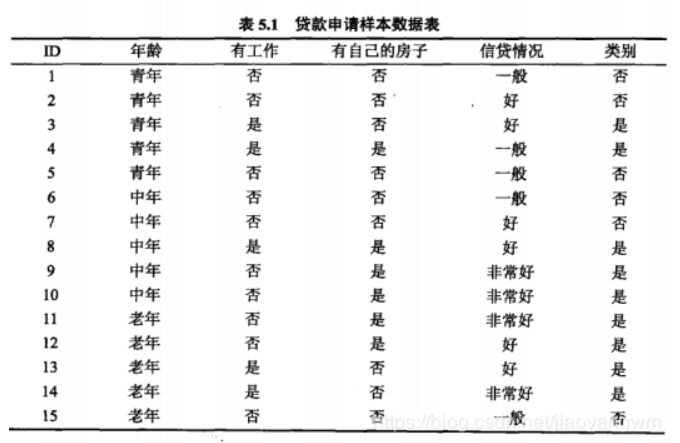 表 5.1 贷款申请样本数据表
ID 年龄 有工作 有自己的房子 信贷情况 类别
1 青年 否 否 一般 否
2 青年 否 否 好 否
3 青年 是 否 好 是
4 青年 是 是 一般 是
5 青年 否 否 一般 否
6 中年 否 否 一般 否
7 中年 否 否 好 否
8 中年 是 是 好 是
9 中年 否 是 非常好 是
10 中年 否 是 非常好 是
11 老年 否 是 非常好 是
12 老年 否 是 好 是
13 老年 是 否 好 是
14 老年 是 否 非常好 是
15 老年 否 否 一般 否